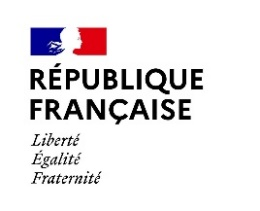 RÉPUBLIQUE
FRANÇAISE
Liberté
Égalité
Fraternité